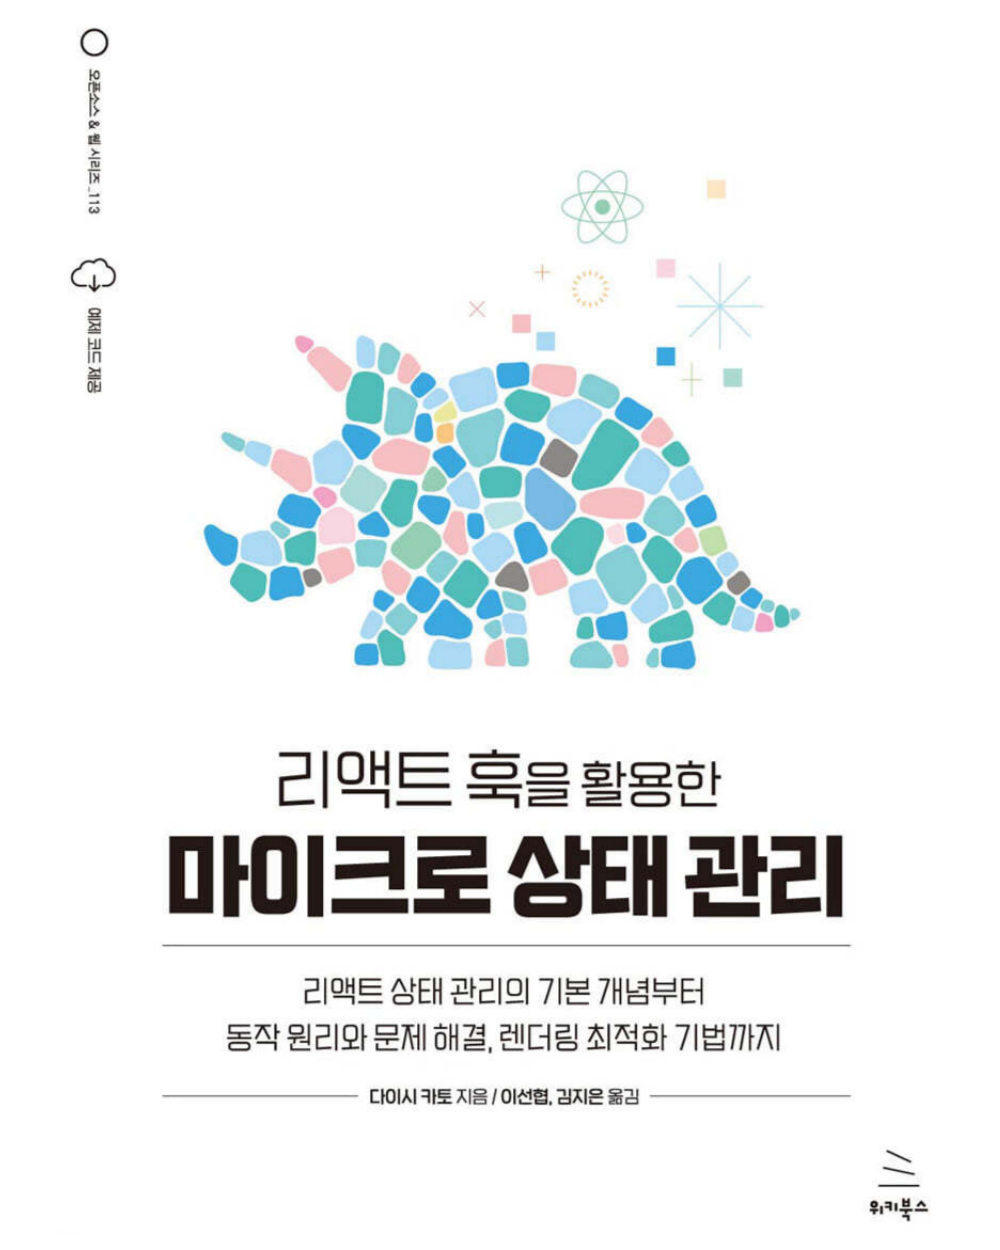 오픈소스 & 웹 시리즈_113
예제 코드 제공
리액트 훅을 활용한
마이크로 상태 관리
리액트 상태 관리의 기본 개념부터
동작 원리와 문제 해결, 렌더링 최적화 기법까지
다이시 카토 지음 / 이선협, 김지은 옮김
위키북스